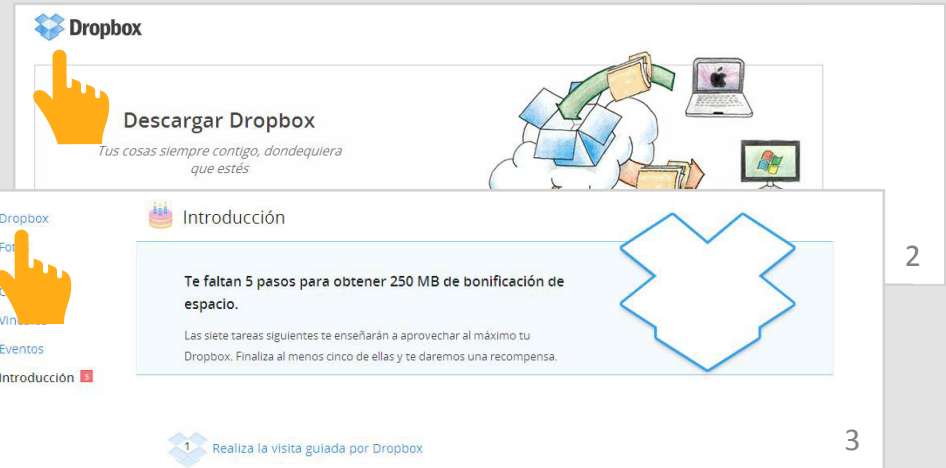 Dropbox
Descargar Dropbox
Tus cosas siempre contigo, dondequiera
que estés
2
Dropbox
Eventos
Introducción 5
Introducción
Te faltan 5 pasos para obtener 250 MB de bonificación de
espacio.
Las siete tareas siguientes te enseñarán a aprovechar al máximo tu
Dropbox. Finaliza al menos cinco de ellas y te daremos una recompensa.
1 Realiza la visita guiada por Dropbox
3